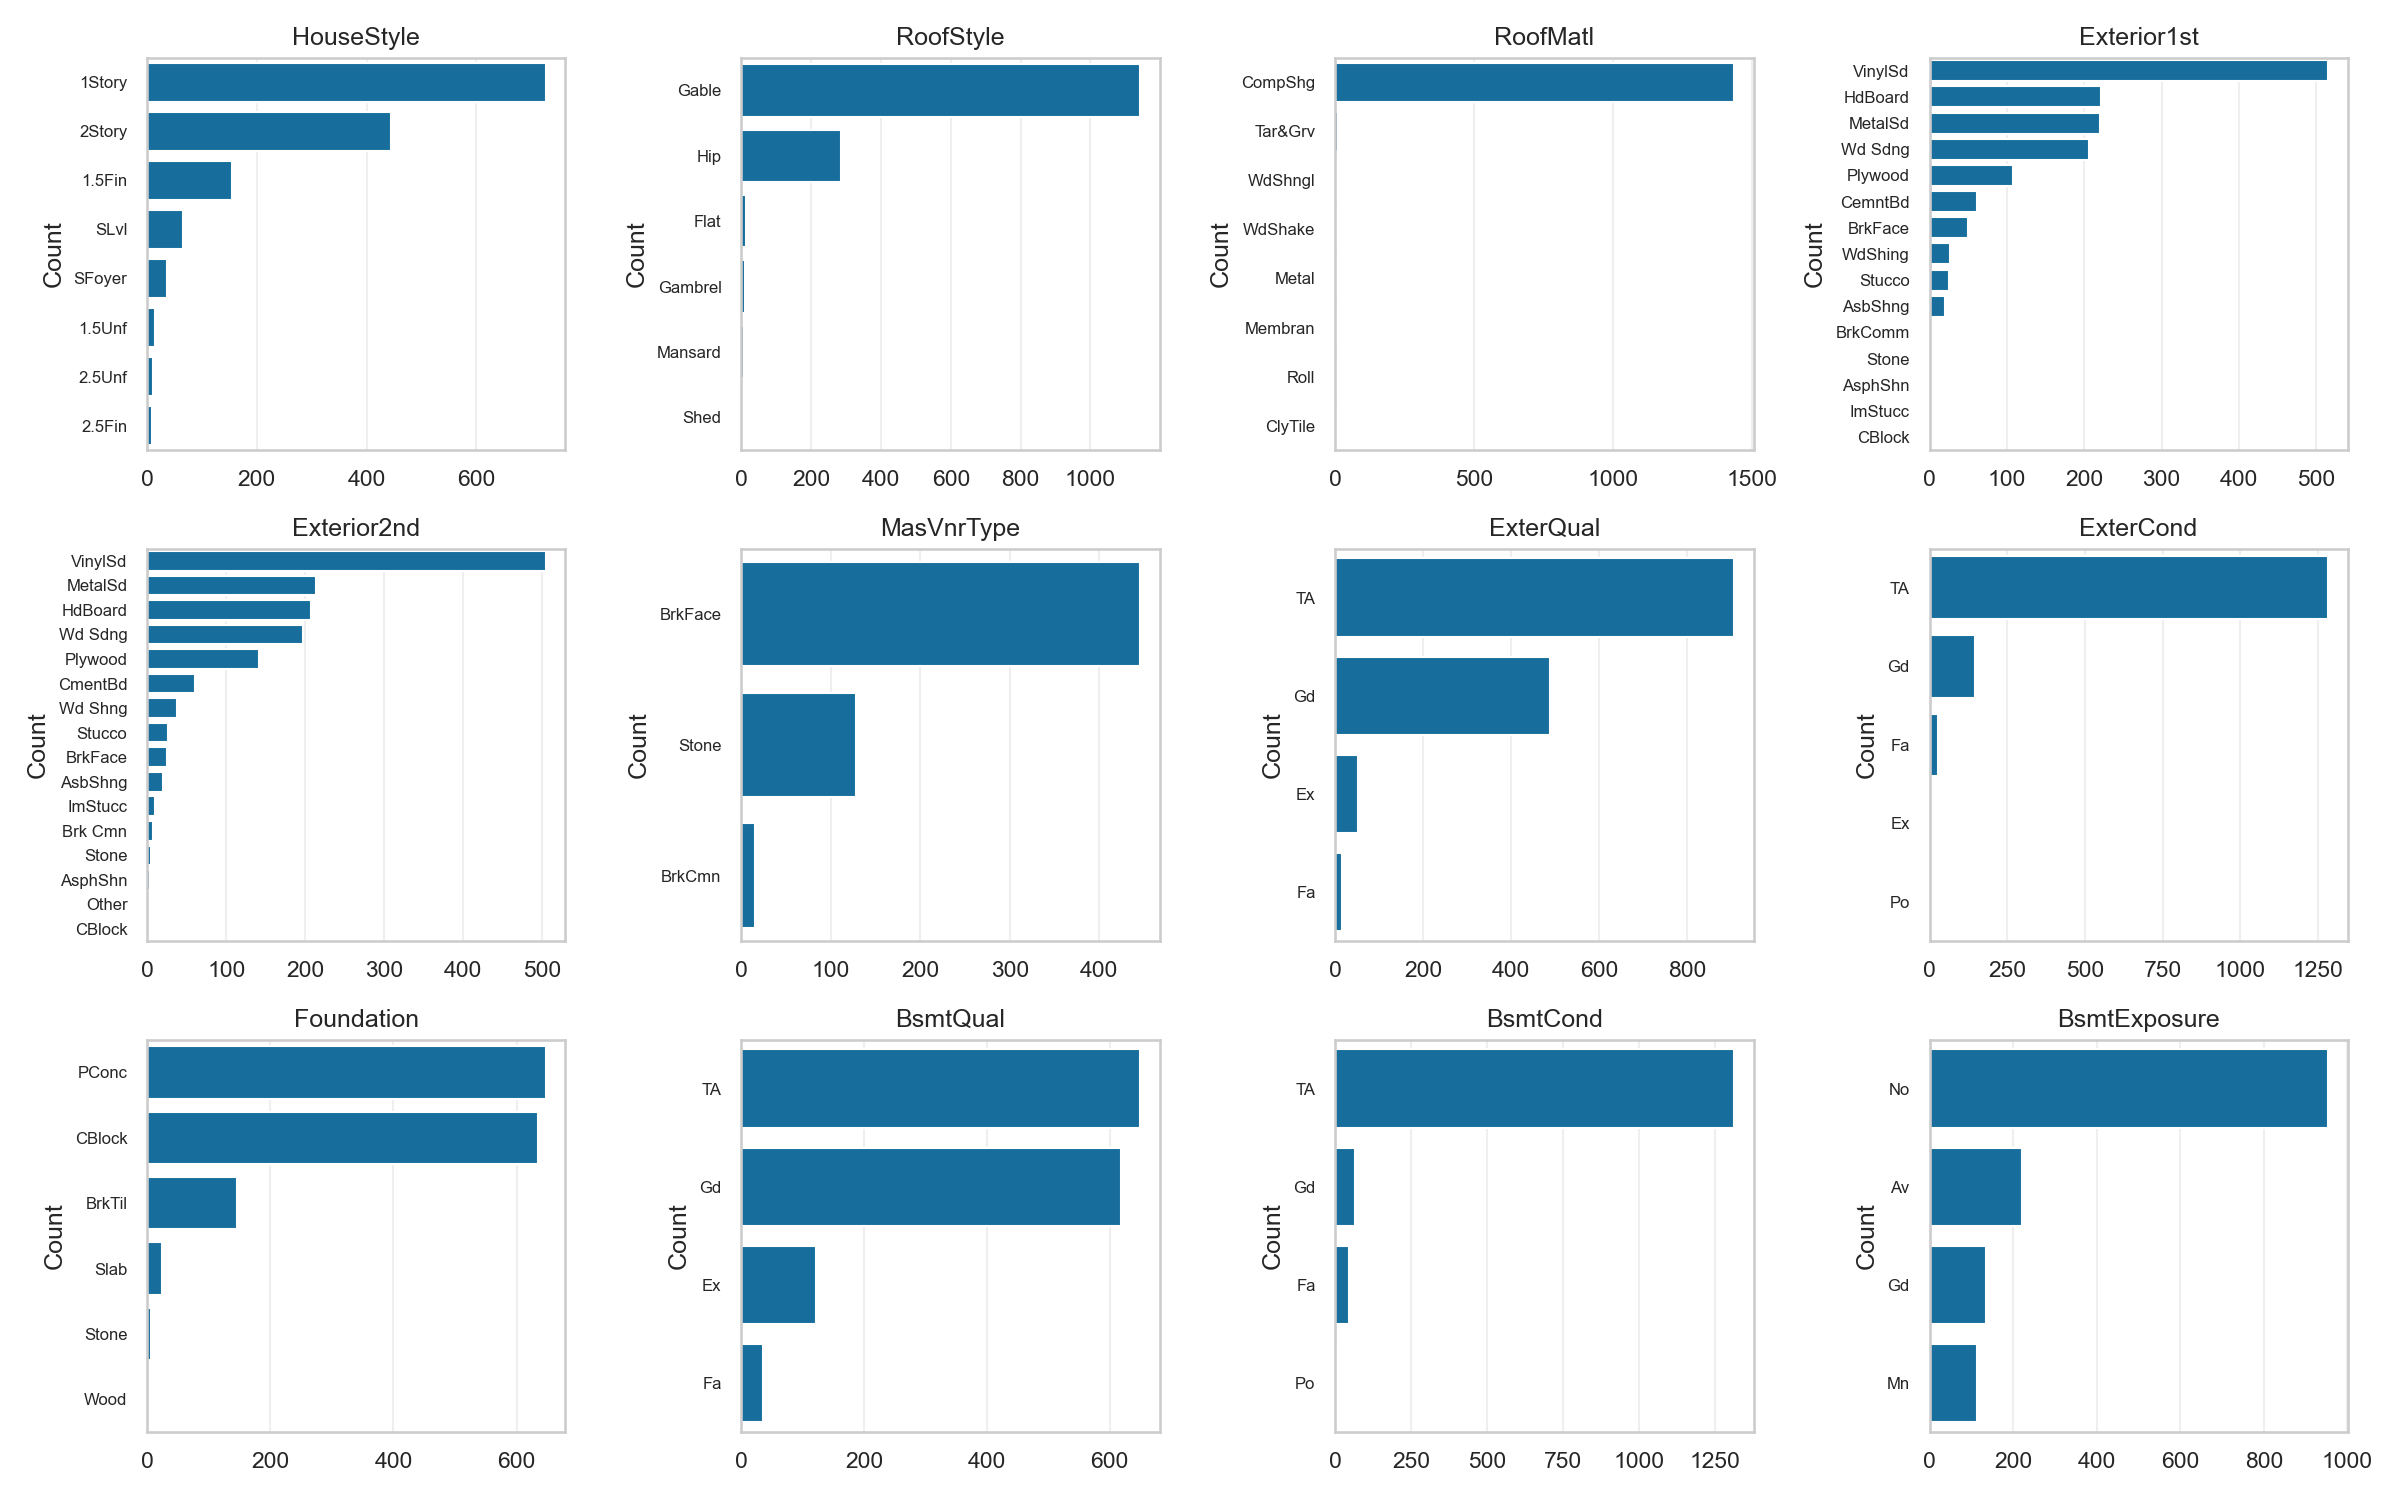 HouseStyle
Count
1Story
2Story
1.5Fin
SLvl
SFoyer
1.5Unf
2.5Unf
2.5Fin
0 200 400 600
RoofStyle
Count
Gable
Hip
Flat
Gambrel
Mansard
Shed
0 200 400 600 800 1000
RoofMatl
Count
CompShg
Tar&Grv
WdShngl
WdShake
Metal
Membran
Roll
ClyTile
0 500 1000 1500
Exterior1st
Count
VinylSd
HdBoard
MetalSd
Wd Sdng
Plywood
CemntBd
BrkFace
WdShing
Stucco
AsbShng
BrkComm
Stone
AsphShn
ImStucc
CBlock
0 100 200 300 400 500
Exterior2nd
Count
VinylSd
MetalSd
HdBoard
Wd Sdng
Plywood
CmentBd
Wd Shng
Stucco
BrkFace
AsbShng
ImStucc
Brk Cmn
Stone
AsphShn
Other
CBlock
0 100 200 300 400 500
MasVnrType
Count
BrkFace
Stone
BrkCmn
0 100 200 300 400
ExterQual
Count
TA
Gd
Ex
Fa
0 200 400 600 800
ExterCond
Count
TA
Gd
Fa
Ex
Po
0 250 500 750 1000 1250
Foundation
Count
PConc
CBlock
BrkTil
Slab
Stone
Wood
0 200 400 600
BsmtQual
Count
TA
Gd
Ex
Fa
0 200 400 600
BsmtCond
Count
TA
Gd
Fa
Po
0 250 500 750 1000 1250
BsmtExposure
Count
No
Av
Gd
Mn
0 200 400 600 800 1000